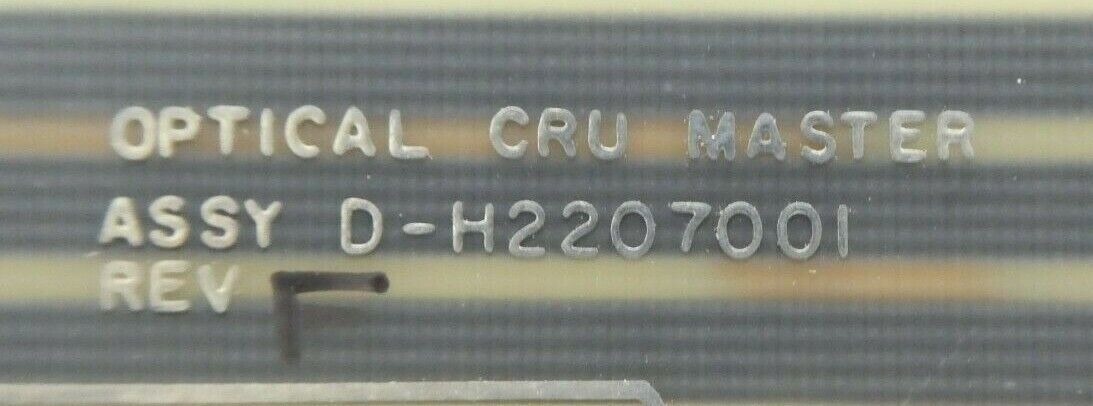 OPTICAL CRU MASTER
ASSY D-H2207001
REV